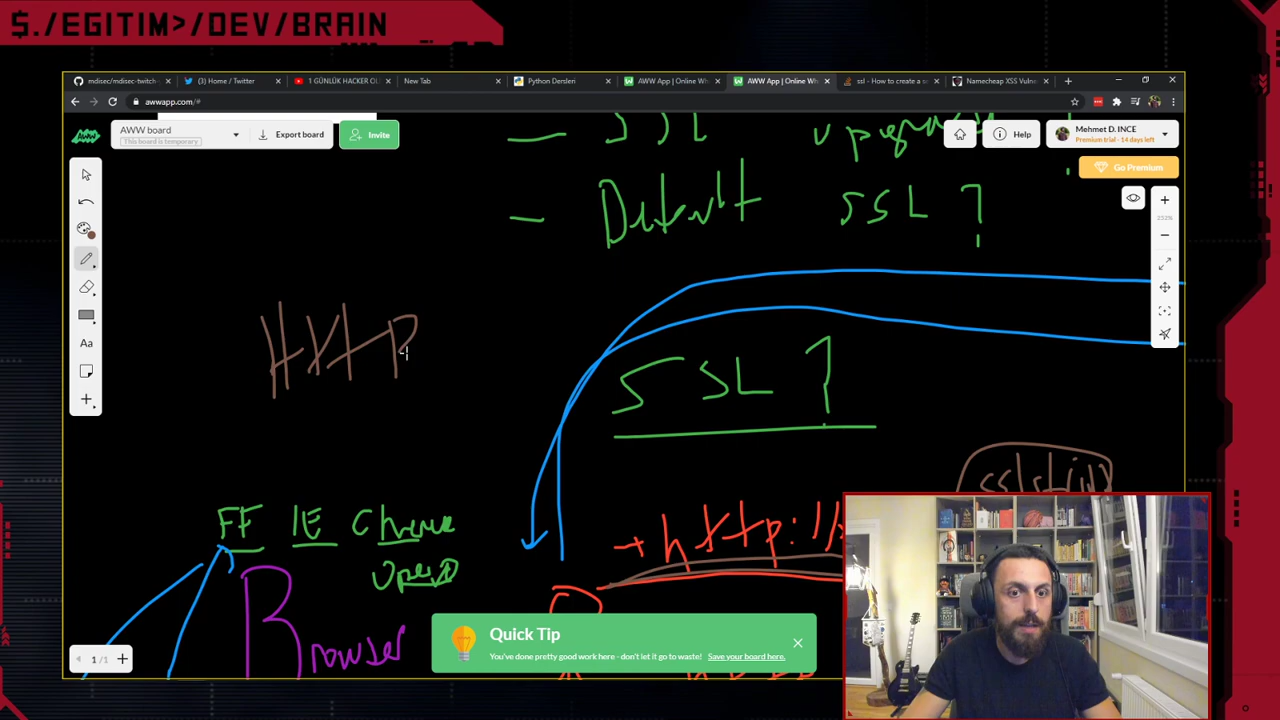 $./EGITIM>/DEV/BRAIN
mdisec/mdisec-twitch-
(3) Home / Twitter
1 GÜNLÜK HACKER OL
New Tab
Python Dersleri
AWW App | Online Wh
AWW App | Online Wh
ssl - How to create a s
Namecheap XSS Vuln
awwapp.com/#
AWW board
This board is temporary
Export board
Invite
Help
Mehmet D. INCE
Premium trial - 14 days left
Go Premium
— SSL
— Default SSL ?
233%
Aa
Http
SSL ?
sslstrip
FF IE Chrome
Opera
+ http://
Browser
Quick Tip
You've done pretty good work here - don't let it go to waste! Save your board here.
1/1